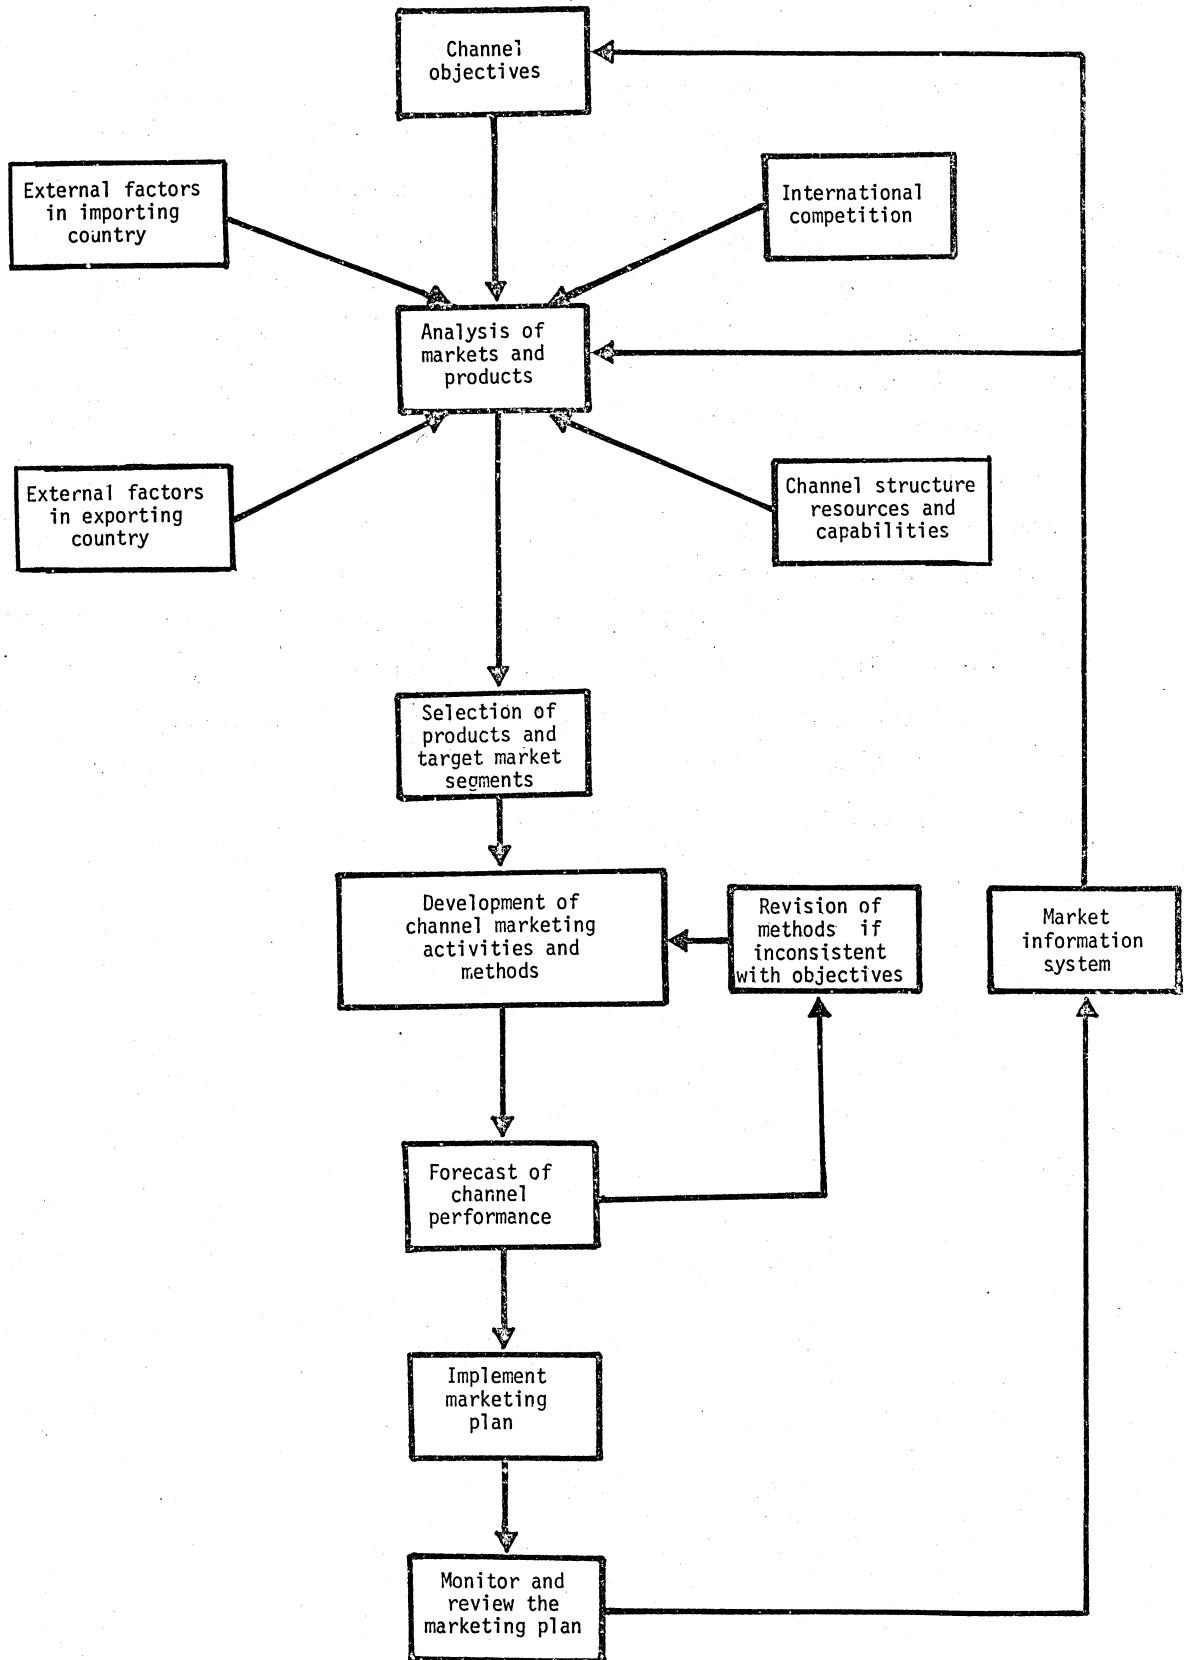 Channel
objectives
External factors
in importing
country
International
competition
Analysis of
markets and
products
External factors
in exporting
country
Channel structure
resources and
capabilities
Selection of
products and
target market
segments
Development of
channel marketing
activities and
methods
Revision of
methods if
inconsistent
with objectives
Market
information
system
Forecast of
channel
performance
Implement
marketing
plan
Monitor and
review the
marketing plan